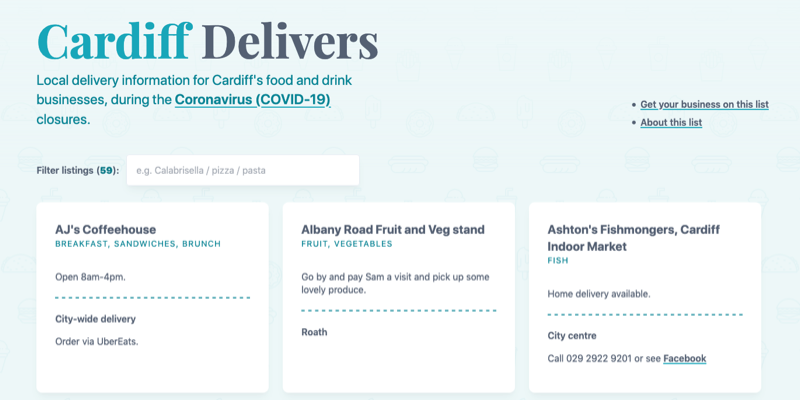 Cardiff Delivers
Local delivery information for Cardiff's food and drink
businesses, during the Coronavirus (COVID-19)
closures.
Get your business on this list
About this list
Filter listings (59):
e.g. Calabrisella / pizza / pasta
AJ's Coffeehouse
BREAKFAST, SANDWICHES, BRUNCH
Open 8am-4pm.
City-wide delivery
Order via UberEats.
Albany Road Fruit and Veg stand
FRUIT, VEGETABLES
Go by and pay Sam a visit and pick up some
lovely produce.
Roath
Ashton's Fishmongers, Cardiff
Indoor Market
FISH
Home delivery available.
City centre
Call 029 2922 9201 or see Facebook